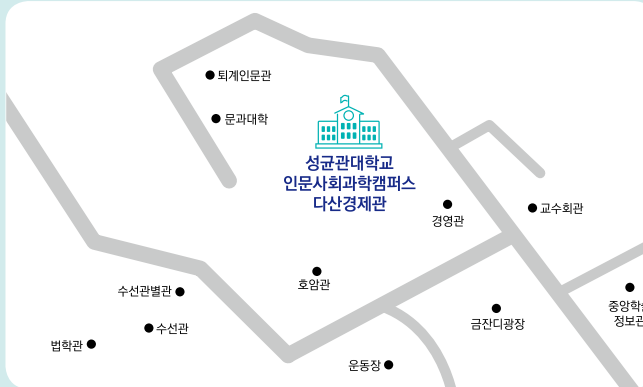 퇴계인문관
문과대학
성균관대학교
인문사회과학캠퍼스
다산경제관
경영관
교수회관
호암관
수선관별관
수선관
법학관
금잔디광장
운동장
정보관